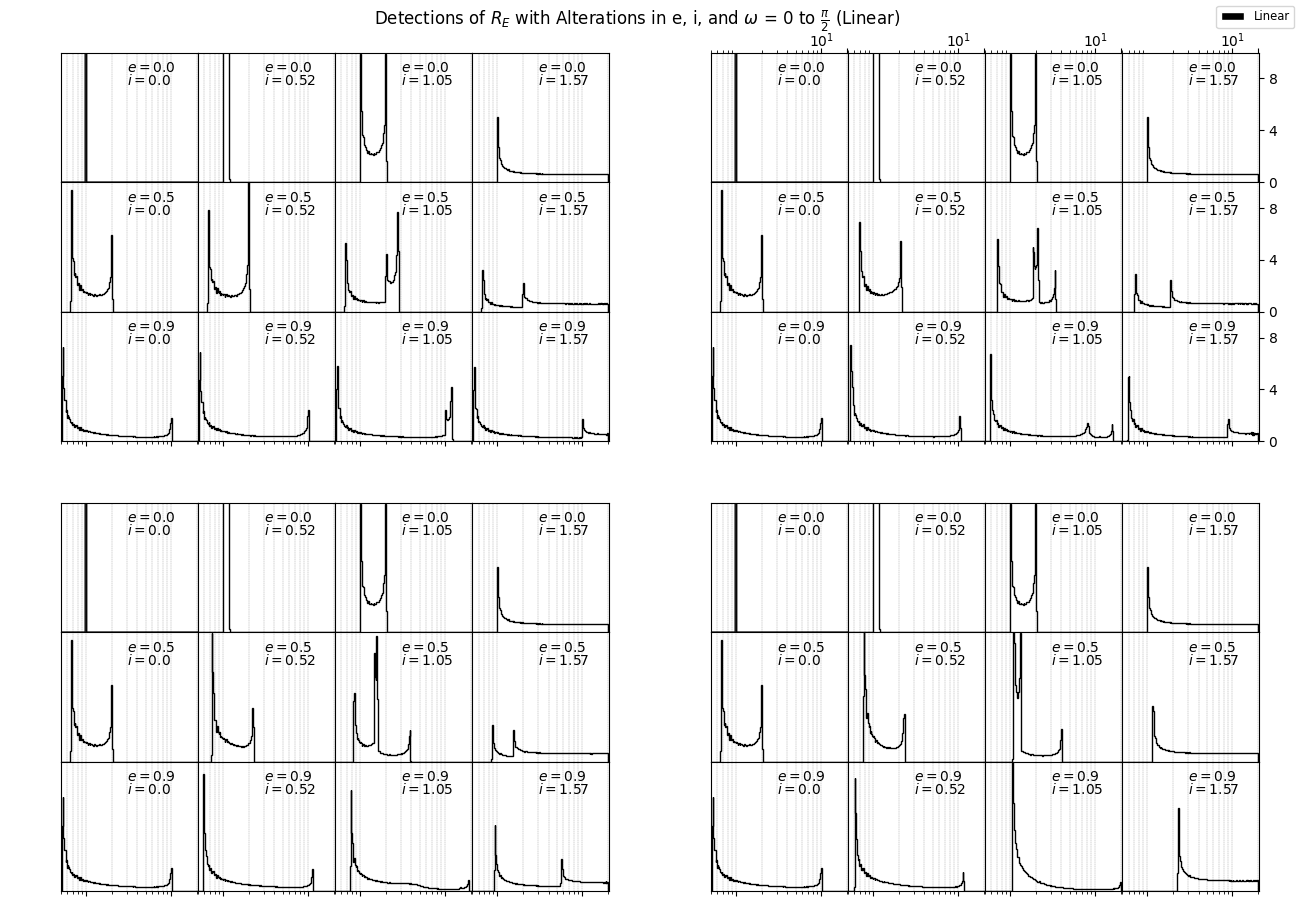 Detections of $R_E$ with Alterations in e, i, and $\omega$ = 0 to $\frac{\pi}{2}$ (Linear)
Linear
10¹ 10¹ 10¹ 10¹
e = 0.0 e = 0.0 e = 0.0 e = 0.0 e = 0.0 e = 0.0 e = 0.0 e = 0.0 8
i = 0.0 i = 0.52 i = 1.05 i = 1.57 i = 0.0 i = 0.52 i = 1.05 i = 1.57
4
0
e = 0.5 e = 0.5 e = 0.5 e = 0.5 e = 0.5 e = 0.5 e = 0.5 e = 0.5
i = 0.0 i = 0.52 i = 1.05 i = 1.57 i = 0.0 i = 0.52 i = 1.05 i = 1.57 8
4
0
e = 0.9 e = 0.9 e = 0.9 e = 0.9 e = 0.9 e = 0.9 e = 0.9 e = 0.9
i = 0.0 i = 0.52 i = 1.05 i = 1.57 i = 0.0 i = 0.52 i = 1.05 i = 1.57 8
4
0
e = 0.0 e = 0.0 e = 0.0 e = 0.0 e = 0.0 e = 0.0 e = 0.0 e = 0.0
i = 0.0 i = 0.52 i = 1.05 i = 1.57 i = 0.0 i = 0.52 i = 1.05 i = 1.57
e = 0.5 e = 0.5 e = 0.5 e = 0.5 e = 0.5 e = 0.5 e = 0.5 e = 0.5
i = 0.0 i = 0.52 i = 1.05 i = 1.57 i = 0.0 i = 0.52 i = 1.05 i = 1.57
e = 0.9 e = 0.9 e = 0.9 e = 0.9 e = 0.9 e = 0.9 e = 0.9 e = 0.9
i = 0.0 i = 0.52 i = 1.05 i = 1.57 i = 0.0 i = 0.52 i = 1.05 i = 1.57